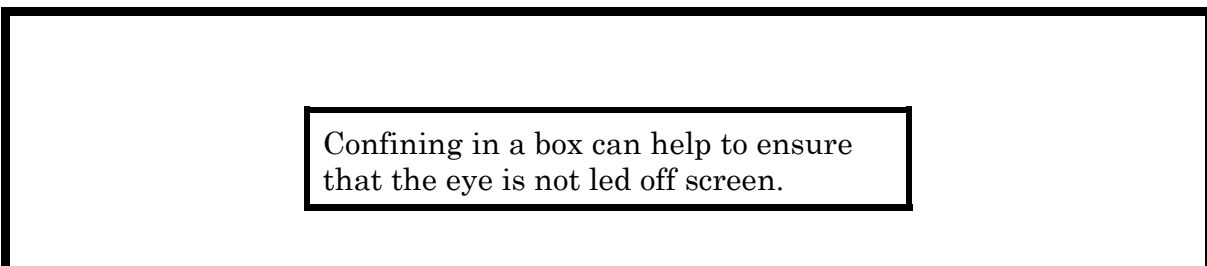 Confining in a box can help to ensure
that the eye is not led off screen.